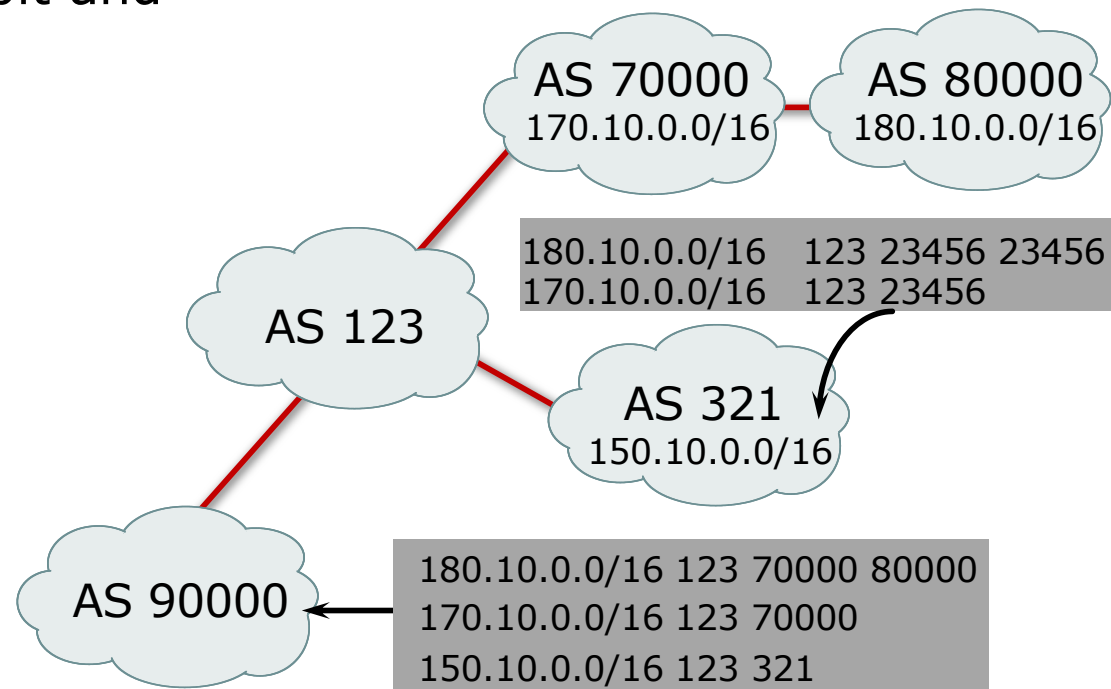 bit and
AS 70000
170.10.0.0/16
AS 80000
180.10.0.0/16
180.10.0.0/16 123 23456 23456
170.10.0.0/16 123 23456
AS 123
AS 321
150.10.0.0/16
AS 90000
180.10.0.0/16 123 70000 80000
170.10.0.0/16 123 70000
150.10.0.0/16 123 321